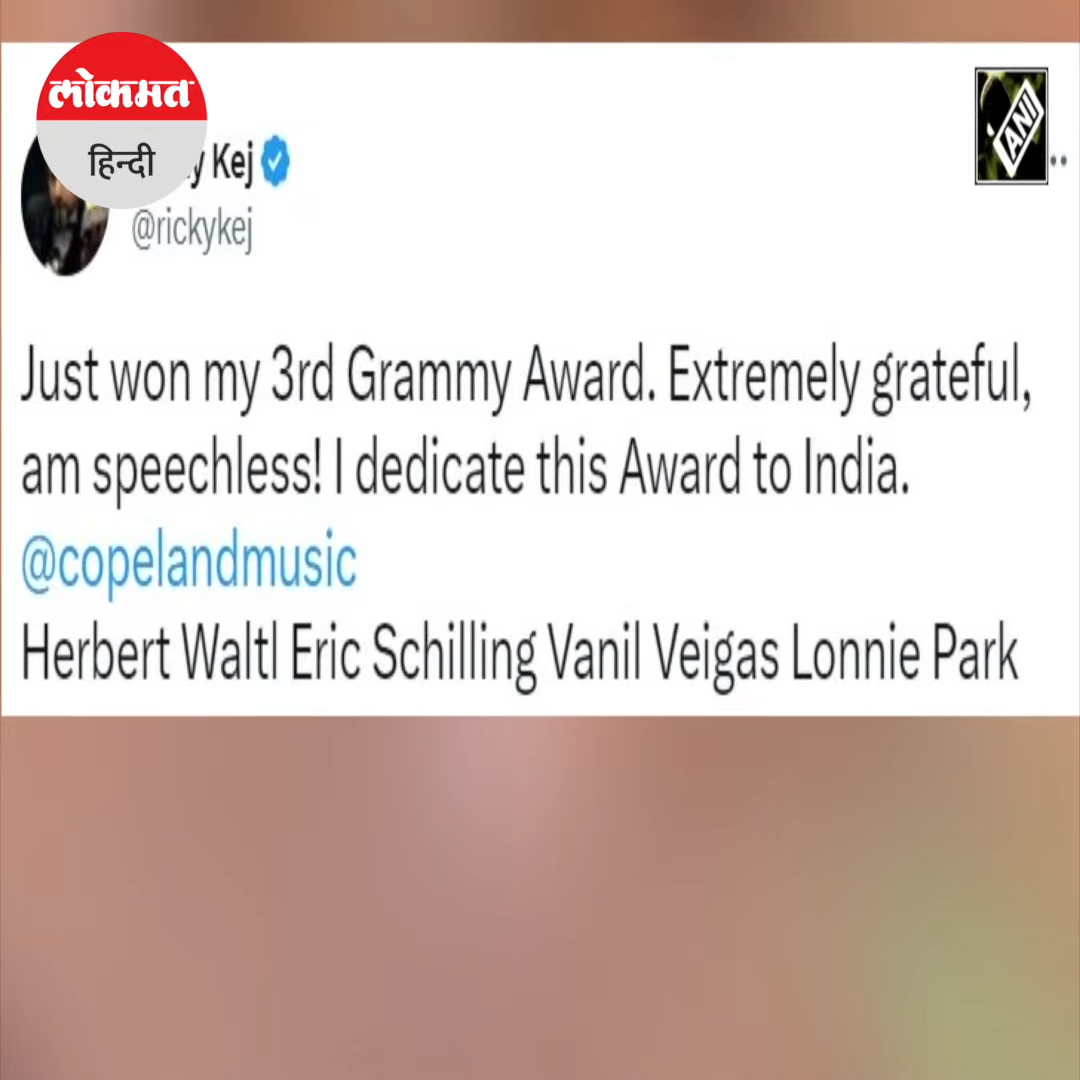 लोकमत
हिन्दी
ANI
y Kej
@rickykej
Just won my 3rd Grammy Award. Extremely grateful,
am speechless! I dedicate this Award to India.
@copelandmusic
Herbert Waltl Eric Schilling Vanil Veigas Lonnie Park